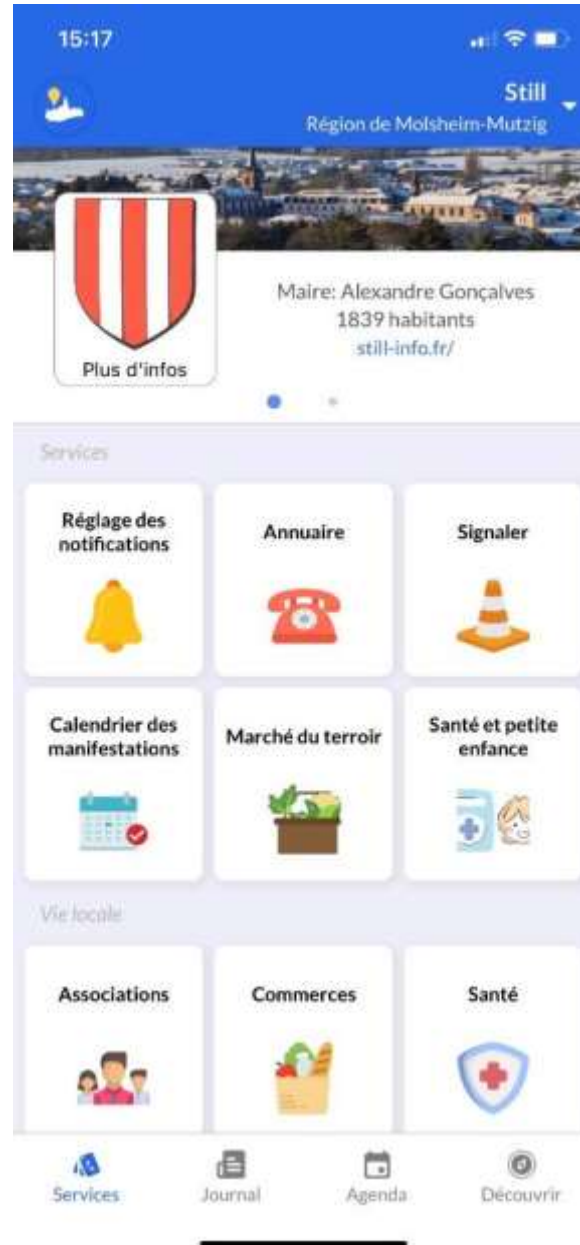 15:17
Still
Région de Molsheim-Mutzig
Maire: Alexandre Gonçalves
1839 habitants
still-info.fr/
Plus d'infos
Services
Réglage des
notifications
Annuaire
Signaler
Calendrier des
manifestations
Marché du terroir
Santé et petite
enfance
Vie locale
Associations
Commerces
Santé
Services
Journal
Agenda
Découvrir